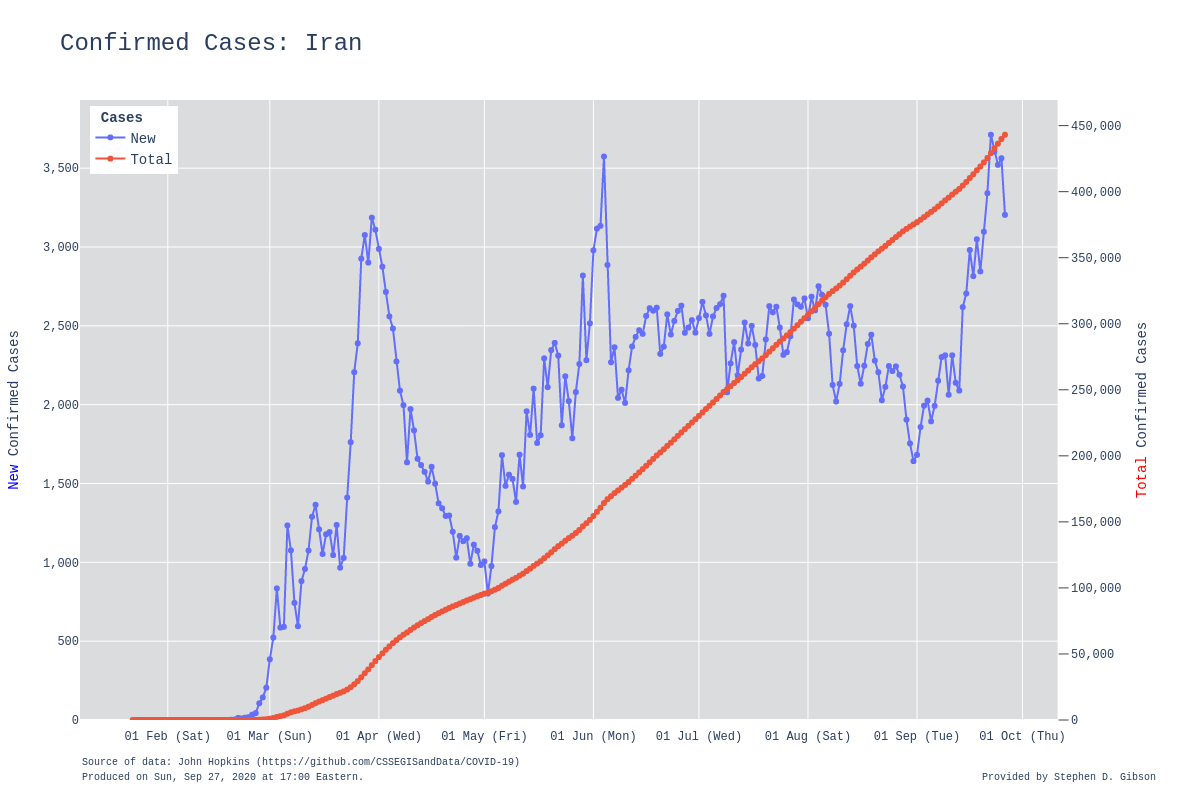 Confirmed Cases: Iran
Cases
New
Total
3,500
3,000
2,500
2,000
1,500
1,000
500
0
New Confirmed Cases
450,000
400,000
350,000
300,000
250,000
200,000
150,000
100,000
50,000
0
Total Confirmed Cases
01 Feb (Sat) 01 Mar (Sun) 01 Apr (Wed) 01 May (Fri) 01 Jun (Mon) 01 Jul (Wed) 01 Aug (Sat) 01 Sep (Tue) 01 Oct (Thu)
Source of data: John Hopkins (https://github.com/CSSEGISandData/COVID-19)
Produced on Sun, Sep 27, 2020 at 17:00 Eastern.
Provided by Stephen D. Gibson